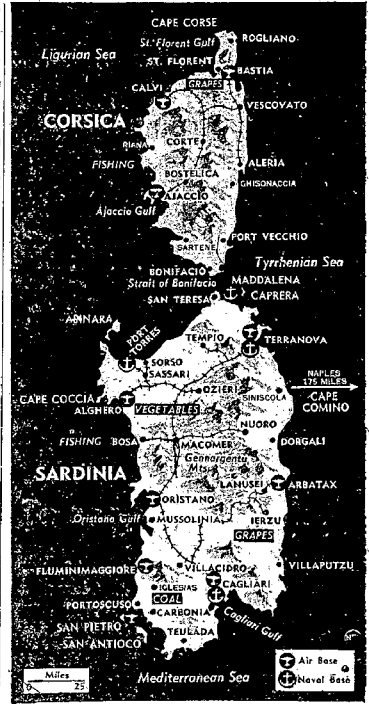 CAPE CORSE
St. Florent Gulf
ROGLIANO
Ligurian Sea
ST. FLORENT
BASTIA
CALVI
GRAPES
VESCOVATO
CORSICA
CORTE
PIANA
FISHING
ALERIA
BOSTELICA
GHISONACCIA
AJACCIO
Ajaccio Gulf
PORT VECCHIO
SARTENE
Tyrrhenian Sea
BONIFACIO
Strait of Bonifacio
MADDALENA
SAN TERESA
CAPRERA
PORT TORRES
TERRANOVA
TEMPIO
SORSO
SASSARI
NAPLES
175 MILES
OZIERI
CAPE COCCIA
SINISCOLA
CAPE COMINO
ALGHERO
VEGETABLES
NUORO
FISHING
BOSA
MACOMER
DORGALI
Gennargentu Mts.
SARDINIA
LANUSEI
ARBATAX
ORISTANO
Oristano Gulf
MUSSOLINIA
IERZU
GRAPES
FLUMINIMAGGIORE
VILLACIDRO
VILLAPUTZU
IGLESIAS
CAGLIARI
COAL
PORTOSCUSO
CARBONIA
Cagliari Gulf
SAN PIETRO
SAN ANTIOCO
TEULADA
Air Base
Miles
0 25
Naval Base
Mediterranean Sea